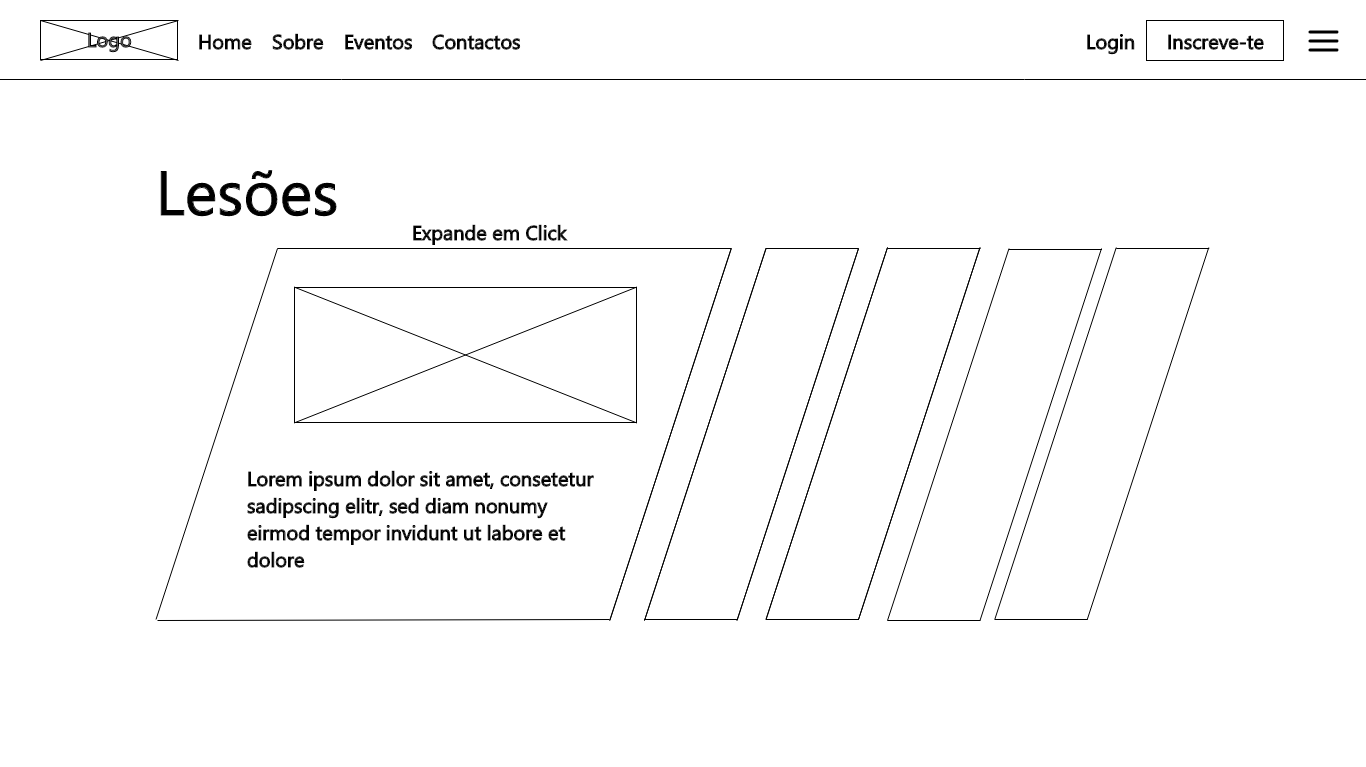 Logo Home Sobre Eventos Contactos Login Inscreve-te
Lesões
Expande em Click
Lorem ipsum dolor sit amet, consetetur
sadipscing elitr, sed diam nonumy
eirmod tempor invidunt ut labore et
dolore